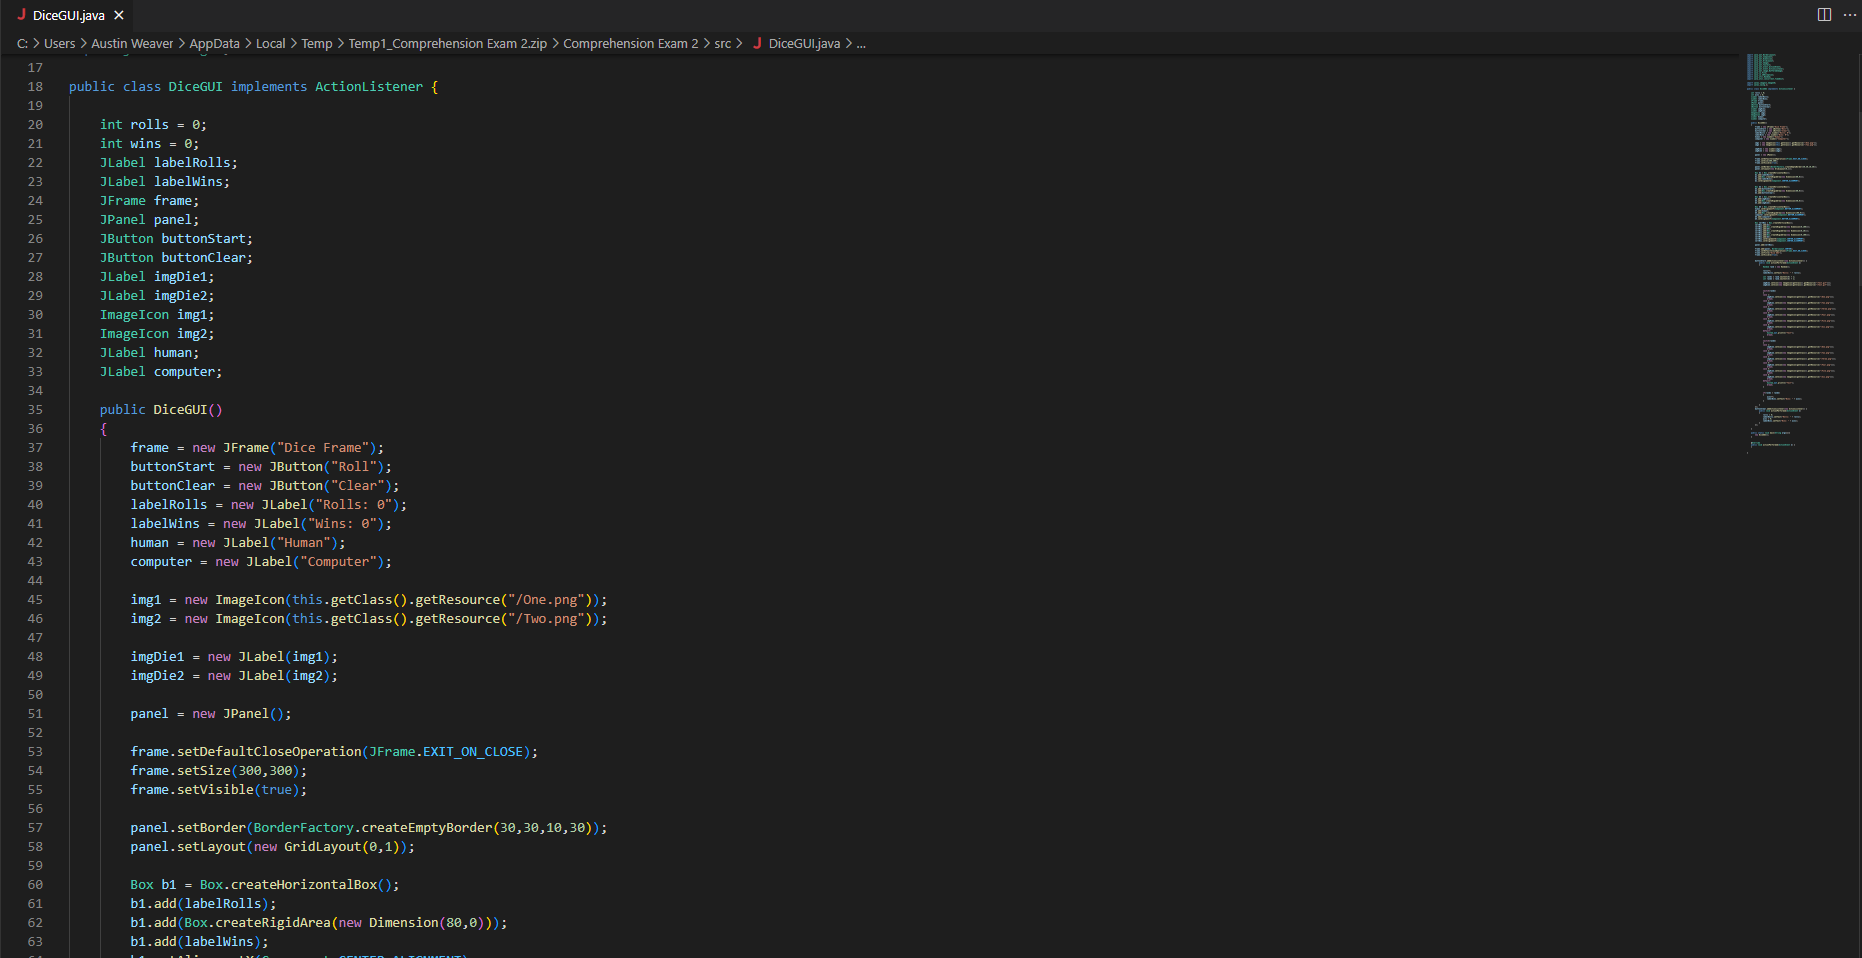 J DiceGUI.java ×
C: > Users > Austin Weaver > AppData > Local > Temp > Temp1_Comprehension Exam 2.zip > Comprehension Exam 2 > src > J DiceGUI.java > ...
17
18 public class DiceGUI implements ActionListener {
19
20 int rolls = 0;
21 int wins = 0;
22 JLabel labelRolls;
23 JLabel labelWins;
24 JFrame frame;
25 JPanel panel;
26 JButton buttonStart;
27 JButton buttonClear;
28 JLabel imgDie1;
29 JLabel imgDie2;
30 ImageIcon img1;
31 ImageIcon img2;
32 JLabel human;
33 JLabel computer;
34
35 public DiceGUI()
36 {
37 frame = new JFrame("Dice Frame");
38 buttonStart = new JButton("Roll");
39 buttonClear = new JButton("Clear");
40 labelRolls = new JLabel("Rolls: 0");
41 labelWins = new JLabel("Wins: 0");
42 human = new JLabel("Human");
43 computer = new JLabel("Computer");
44
45 img1 = new ImageIcon(this.getClass().getResource("/One.png"));
46 img2 = new ImageIcon(this.getClass().getResource("/Two.png"));
47
48 imgDie1 = new JLabel(img1);
49 imgDie2 = new JLabel(img2);
50
51 panel = new JPanel();
52
53 frame.setDefaultCloseOperation(JFrame.EXIT_ON_CLOSE);
54 frame.setSize(300,300);
55 frame.setVisible(true);
56
57 panel.setBorder(BorderFactory.createEmptyBorder(30,30,10,30));
58 panel.setLayout(new GridLayout(0,1));
59
60 Box b1 = Box.createHorizontalBox();
61 b1.add(labelRolls);
62 b1.add(Box.createRigidArea(new Dimension(80,0)));
63 b1.add(labelWins);